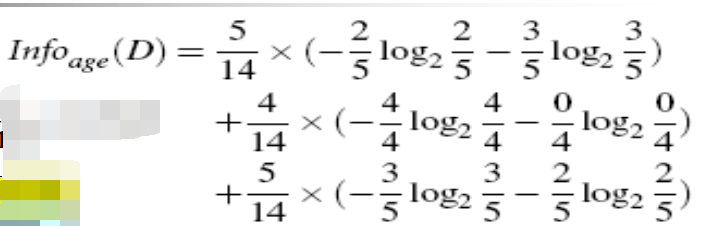 Info_age(D) = 5/14 × (−2/5 log₂ 2/5 − 3/5 log₂ 3/5)
+ 4/14 × (−4/4 log₂ 4/4 − 0/4 log₂ 0/4)
+ 5/14 × (−3/5 log₂ 3/5 − 2/5 log₂ 2/5)